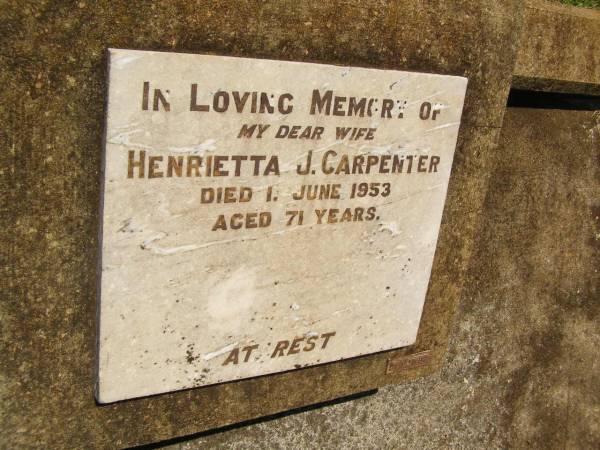 IN LOVING MEMORY OF
MY DEAR WIFE
HENRIETTA J. CARPENTER
DIED 1. JUNE 1953
AGED 71 YEARS.
AT REST